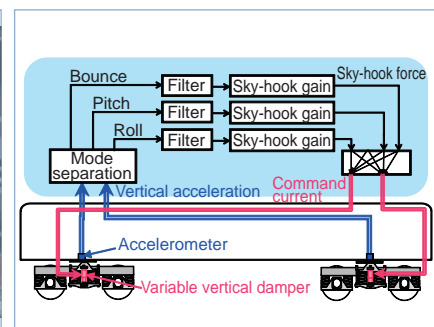 Bounce
Filter
Sky-hook gain
Sky-hook force
Pitch
Filter
Sky-hook gain
Roll
Filter
Sky-hook gain
Mode
separation
Vertical acceleration
Command
current
Accelerometer
Variable vertical damper